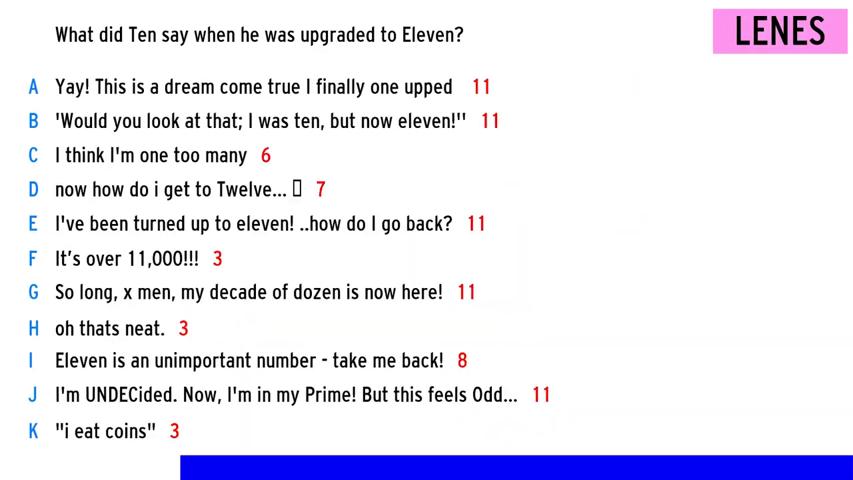 What did Ten say when he was upgraded to Eleven?
LENES
A Yay! This is a dream come true I finally one upped 11
B 'Would you look at that; I was ten, but now eleven!'' 11
C I think I'm one too many 6
D now how do i get to Twelve... ▯ 7
E I've been turned up to eleven! ..how do I go back? 11
F It’s over 11,000!!! 3
G So long, x men, my decade of dozen is now here! 11
H oh thats neat. 3
I Eleven is an unimportant number - take me back! 8
J I'm UNDECided. Now, I'm in my Prime! But this feels Odd... 11
K "i eat coins" 3